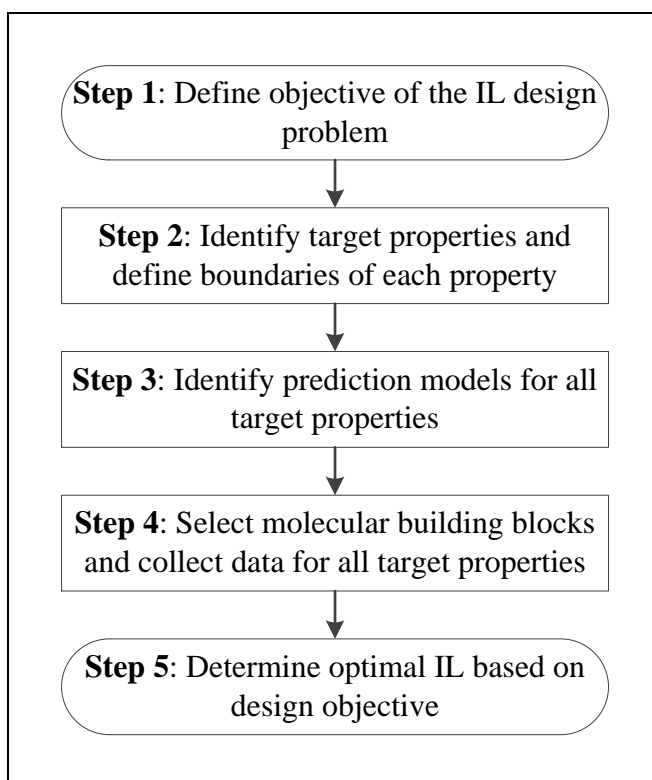 Step 1: Define objective of the IL design
problem
Step 2: Identify target properties and
define boundaries of each property
Step 3: Identify prediction models for all
target properties
Step 4: Select molecular building blocks
and collect data for all target properties
Step 5: Determine optimal IL based on
design objective